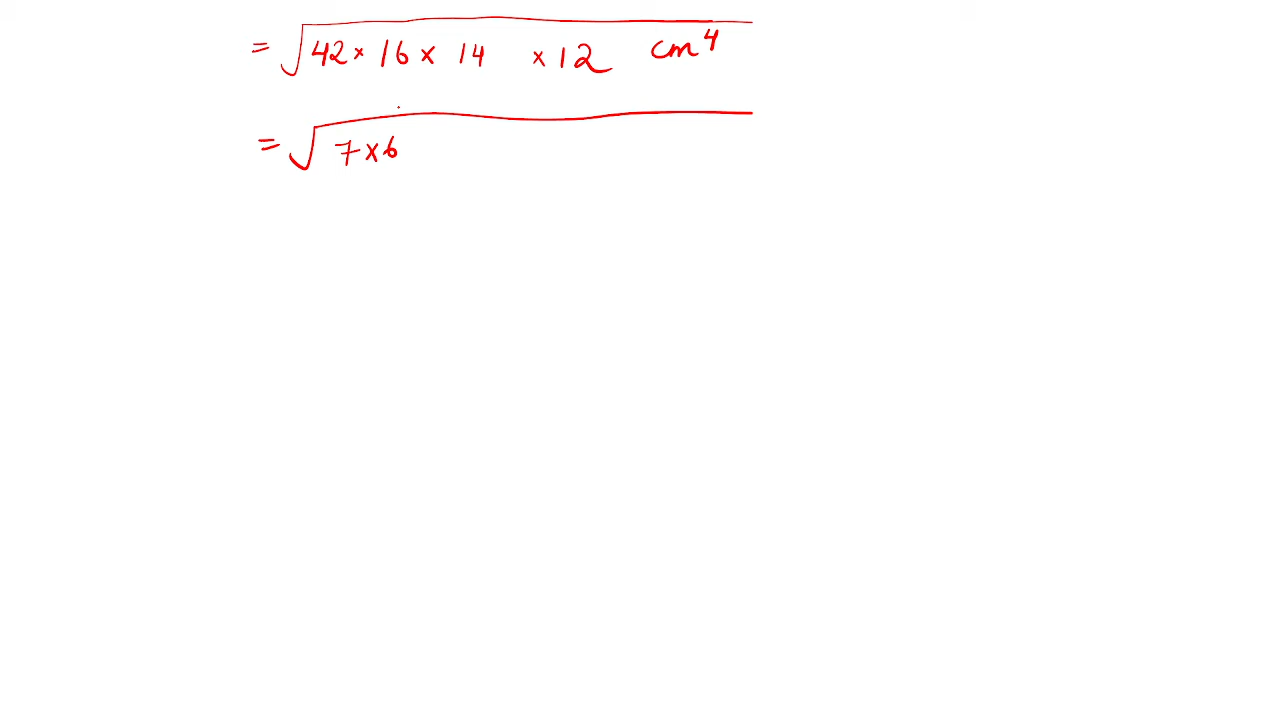 = √42 × 16 × 14 × 12 cm⁴
= √7 × 6